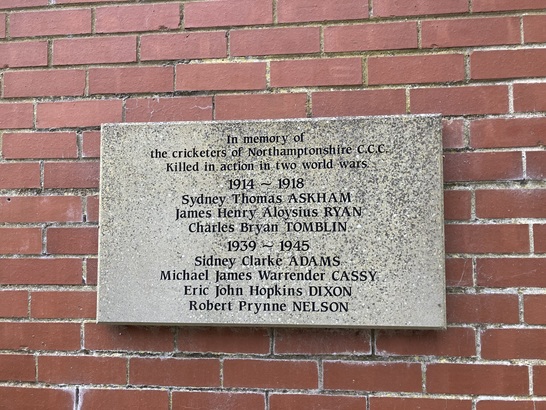 In memory of
the cricketers of Northamptonshire C.C.C.
Killed in action in two world wars.
1914 ~ 1918
Sydney Thomas ASKHAM
James Henry Aloysius RYAN
Charles Bryan TOMBLIN
1939 ~ 1945
Sidney Clarke ADAMS
Michael James Warrender CASSY
Eric John Hopkins DIXON
Robert Prynne NELSON